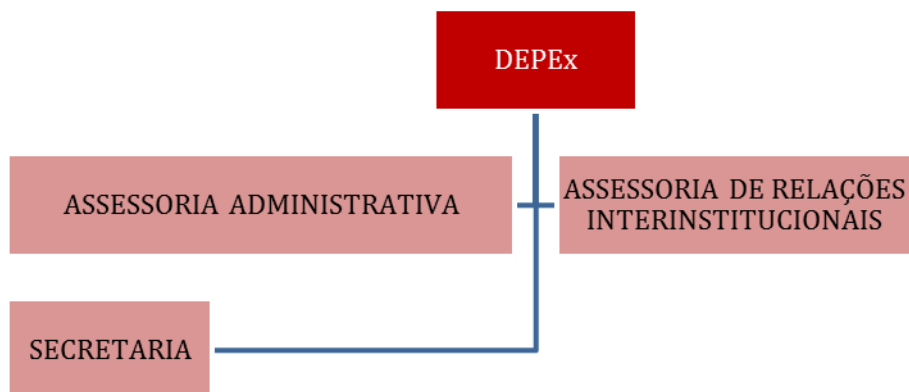 DEPEx
ASSESSORIA ADMINISTRATIVA
ASSESSORIA DE RELAÇÕES
INTERINSTITUCIONAIS
SECRETARIA